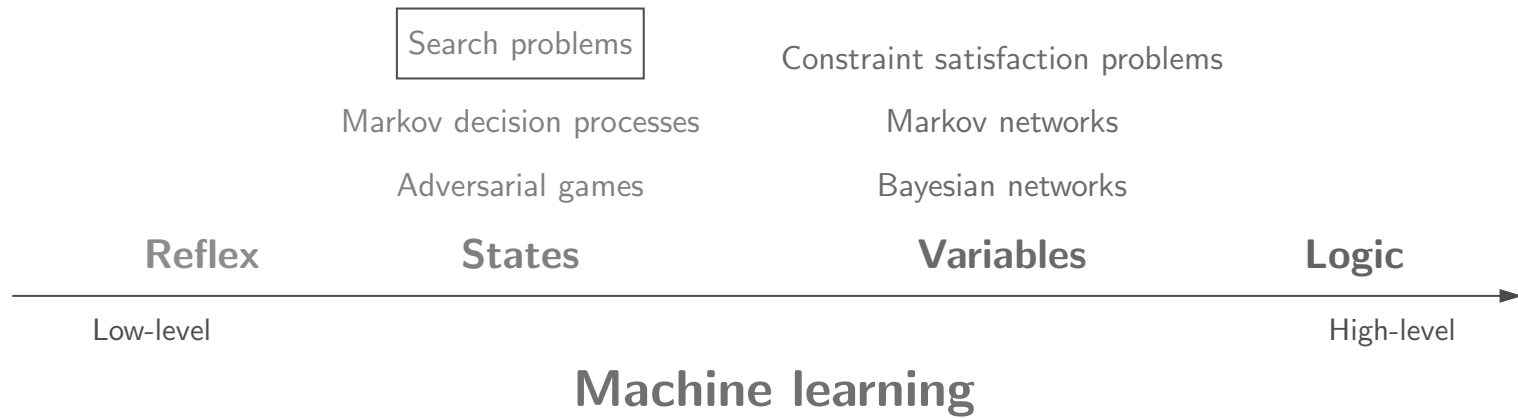 Search problems
Constraint satisfaction problems
Markov decision processes
Markov networks
Adversarial games
Bayesian networks
Reflex
States
Variables
Logic
Low-level
High-level
Machine learning